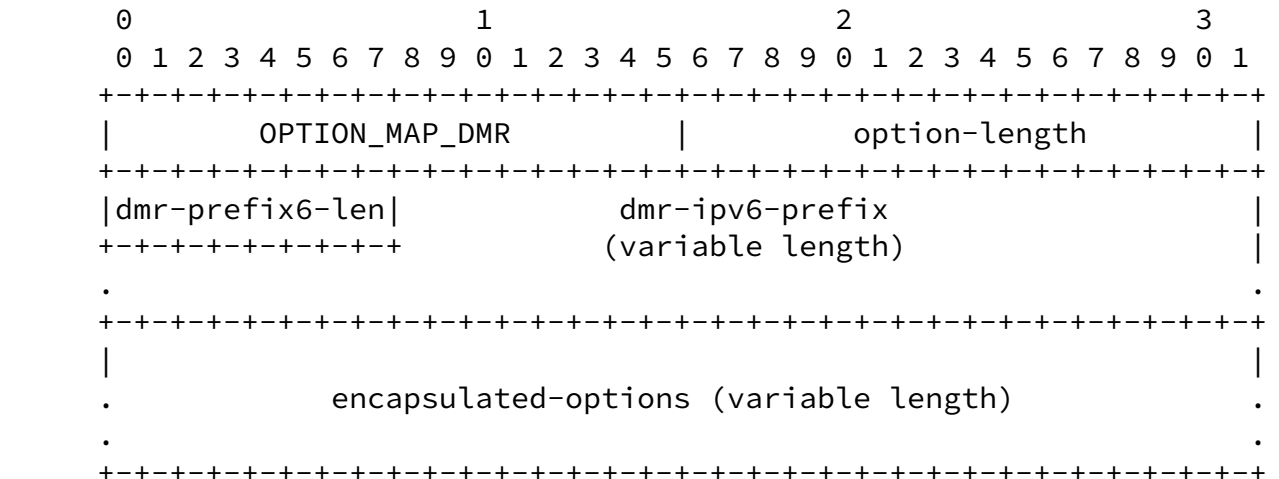 0                   1                   2                   3
 0 1 2 3 4 5 6 7 8 9 0 1 2 3 4 5 6 7 8 9 0 1 2 3 4 5 6 7 8 9 0 1
+-+-+-+-+-+-+-+-+-+-+-+-+-+-+-+-+-+-+-+-+-+-+-+-+-+-+-+-+-+-+-+-+
|        OPTION_MAP_DMR         |         option-length         |
+-+-+-+-+-+-+-+-+-+-+-+-+-+-+-+-+-+-+-+-+-+-+-+-+-+-+-+-+-+-+-+-+
|dmr-prefix6-len|            dmr-ipv6-prefix                    |
+-+-+-+-+-+-+-+-+           (variable length)                   |
.                                                               .
+-+-+-+-+-+-+-+-+-+-+-+-+-+-+-+-+-+-+-+-+-+-+-+-+-+-+-+-+-+-+-+-+
|                                                               |
.            encapsulated-options (variable length)             .
.                                                               .
+-+-+-+-+-+-+-+-+-+-+-+-+-+-+-+-+-+-+-+-+-+-+-+-+-+-+-+-+-+-+-+-+